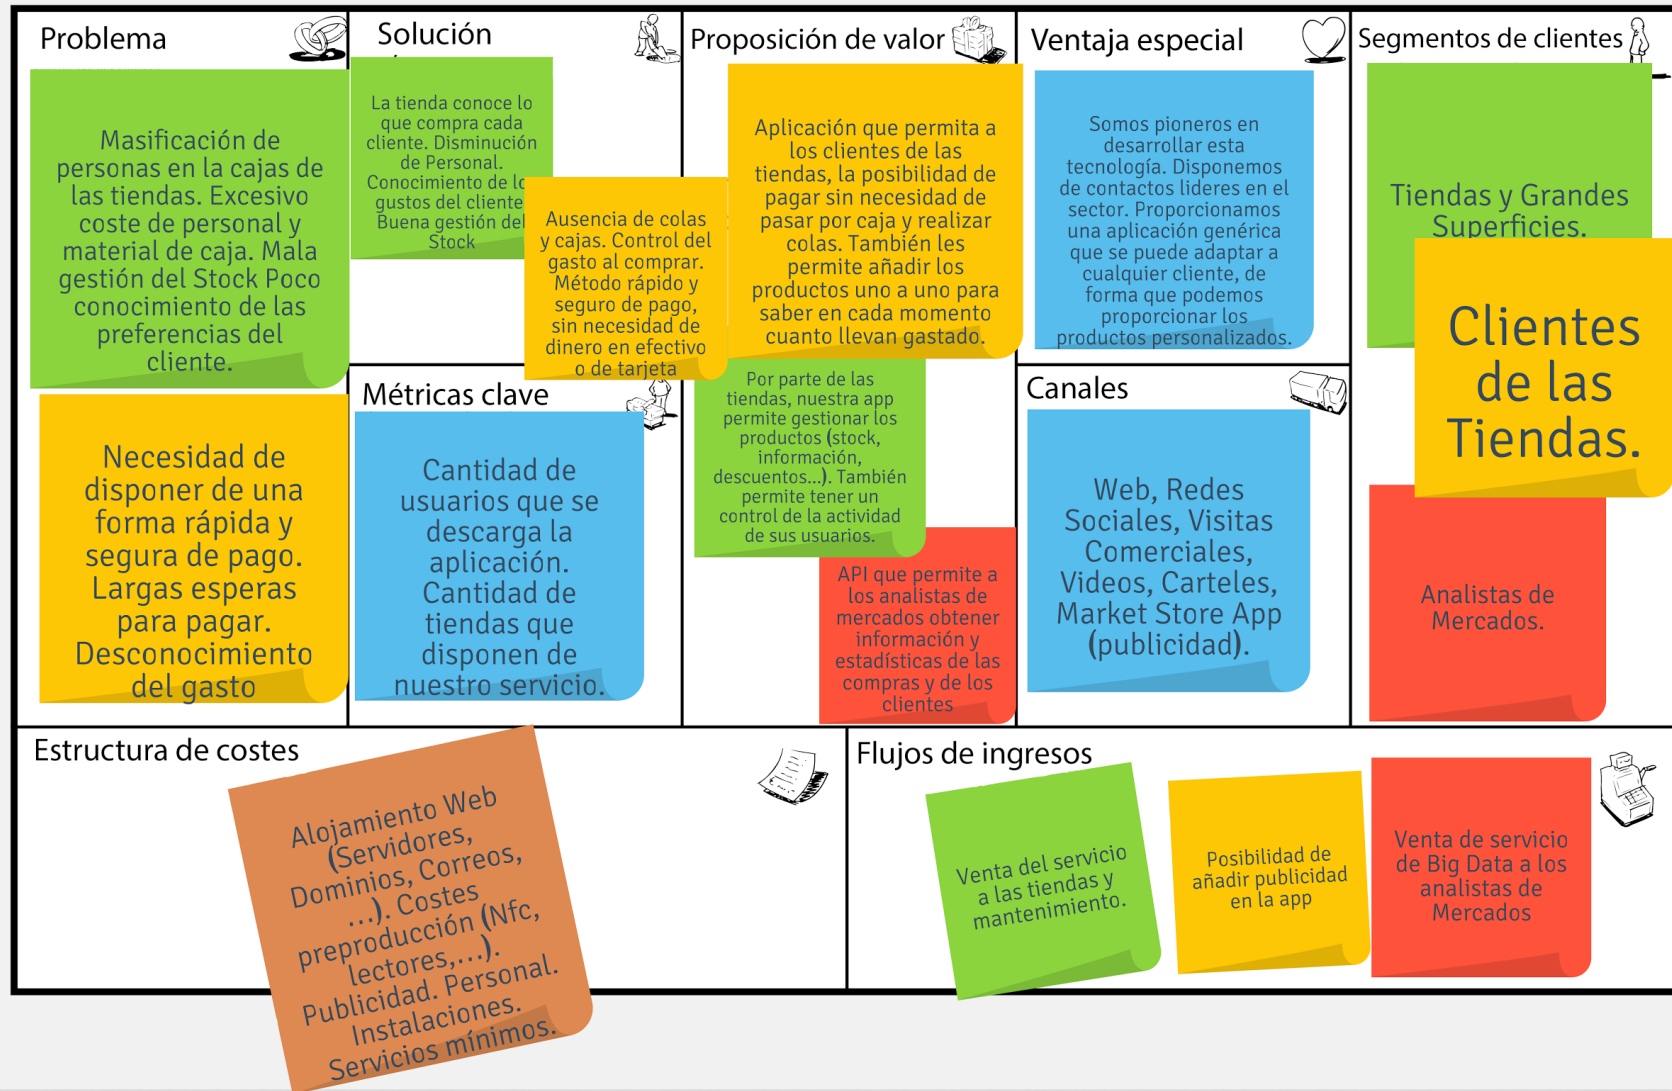 Problema
Masificación de
personas en la cajas de
las tiendas. Excesivo
coste de personal y
material de caja. Mala
gestión del Stock Poco
conocimiento de las
preferencias del
cliente.
Necesidad de
disponer de una
forma rápida y
segura de pago.
Largas esperas
para pagar.
Desconocimiento
del gasto
Solución
La tienda conoce lo
que compra cada
cliente. Disminución
de Personal.
Conocimiento de
gustos del cliente
Buena gestión del
Stock
Ausencia de colas
y cajas. Control del
gasto al comprar.
Método rápido y
seguro de pago,
sin necesidad de
dinero en efectivo
o de tarjeta
Métricas clave
Cantidad de
usuarios que se
descarga la
aplicación.
Cantidad de
tiendas que
disponen de
nuestro servicio.
Proposición de valor
Aplicación que permita a
los clientes de las
tiendas, la posibilidad de
pagar sin necesidad de
pasar por caja y realizar
colas. También les
permite añadir los
productos uno a uno para
saber en cada momento
cuanto llevan gastado.
Por parte de las
tiendas, nuestra app
permite gestionar los
productos (stock,
información,
descuentos...). También
permite tener un
control de la actividad
de sus usuarios.
API que permite a
los analistas de
mercados obtener
información y
estadísticas de las
compras y de los
clientes
Ventaja especial
Somos pioneros en
desarrollar esta
tecnología. Disponemos
de contactos lideres en el
sector. Proporcionamos
una aplicación genérica
que se puede adaptar a
cualquier cliente, de
forma que podemos
proporcionar los
productos personalizados.
Canales
Web, Redes
Sociales, Visitas
Comerciales,
Videos, Carteles,
Market Store App
(publicidad).
Segmentos de clientes
Tiendas y Grandes
Superficies.
Clientes
de las
Tiendas.
Analistas de
Mercados.
Estructura de costes
Alojamiento Web
(Servidores,
Dominios, Correos,
...). Costes
preproducción (Nfc,
lectores,...).
Publicidad. Personal.
Instalaciones.
Servicios mínimos.
Flujos de ingresos
Venta del servicio
a las tiendas y
mantenimiento.
Posibilidad de
añadir publicidad
en la app
Venta de servicio
de Big Data a los
analistas de
Mercados